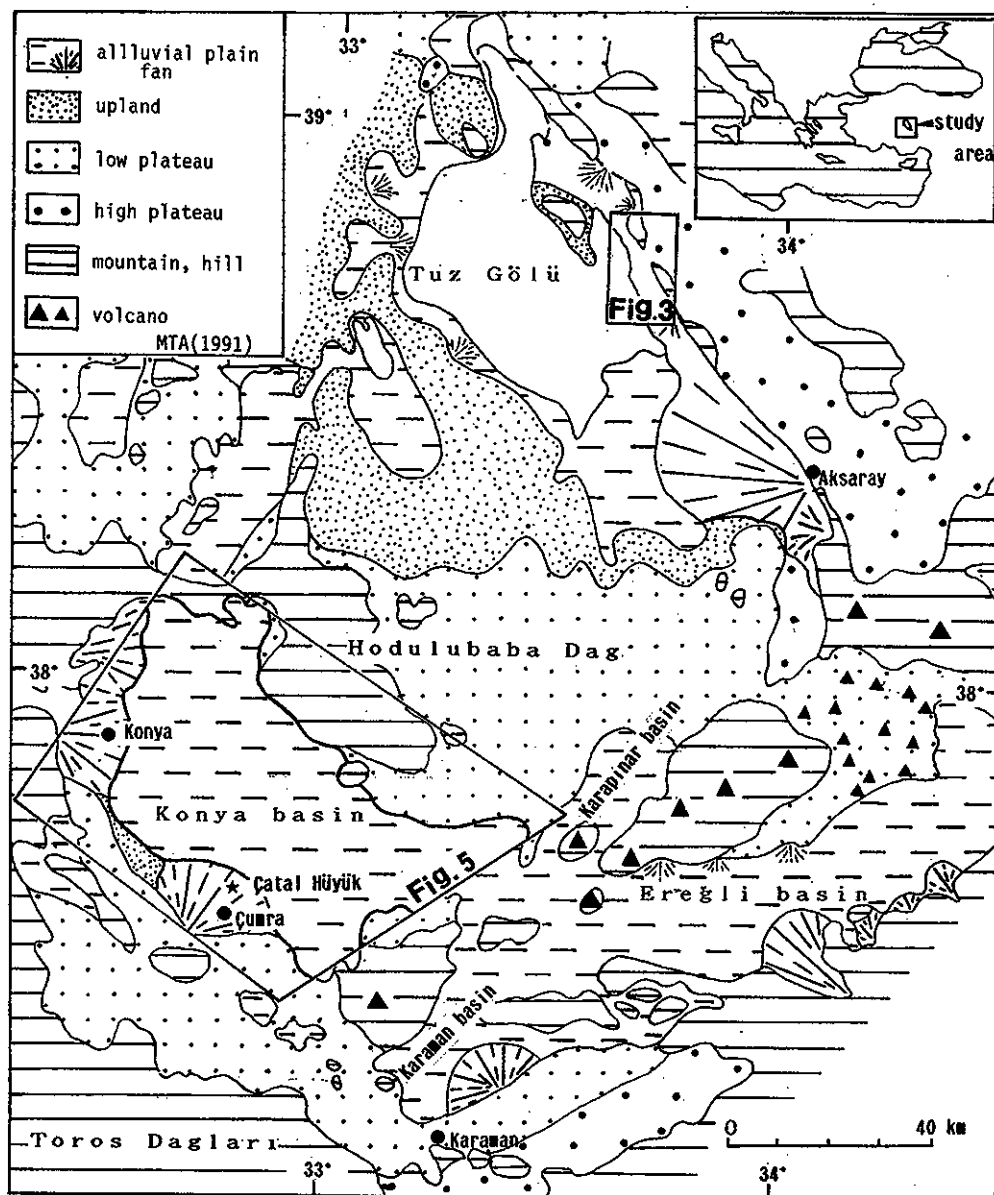 allluvial plain
fan
upland
low plateau
high plateau
mountain, hill
volcano
MTA(1991)
33°
39°
study
area
34°
Tuz Gölü
Fig.3
Aksaray
Hodulubaba Dag
38°
38°
Konya
Karapinar basin
Konya basin
Fig. 5
Çatal Hüyük
Çumra
Ereğli basin
Karaman basin
Toros Dagları
Karaman
0 40 km
33°
34°